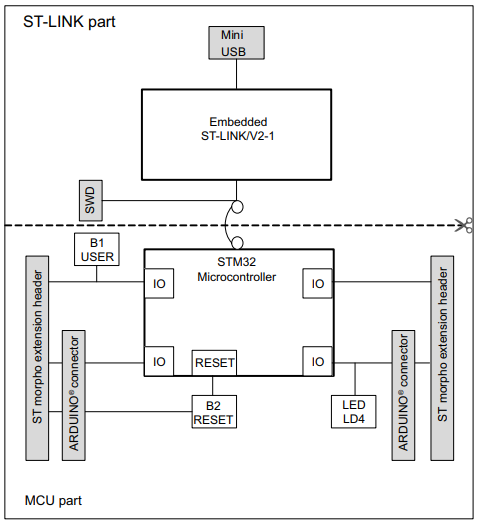 ST-LINK part
Mini
USB
Embedded
ST-LINK/V2-1
SWD
B1
USER
STM32
Microcontroller
IO
IO
ST morpho extension header
ARDUINO® connector
IO
RESET
IO
B2
RESET
LED
LD4
ARDUINO® connector
ST morpho extension header
MCU part